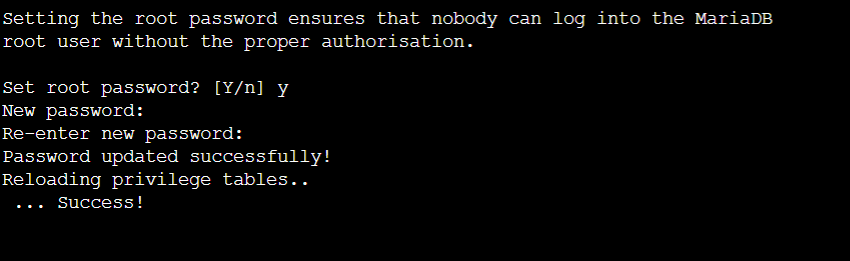 Setting the root password ensures that nobody can log into the MariaDB
root user without the proper authorisation.
Set root password? [Y/n] y
New password:
Re-enter new password:
Password updated successfully!
Reloading privilege tables..
 ... Success!